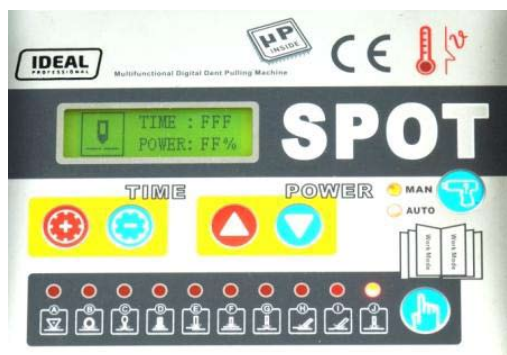 µP
INSIDE
CE
IDEAL
PROFESSIONAL
Multifunctional Digital Dent Pulling Machine
SPOT
TIME : FFF
POWER: FF%
TIME
POWER
MAN
AUTO
Work Mode
Work Mode
A B C D E F G H I J